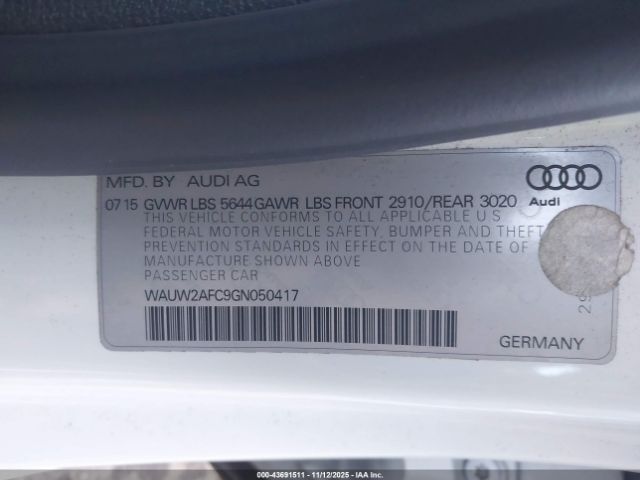 MFD. BY AUDI AG
07 15 GVWR LBS 5644 GAWR LBS FRONT 2910/REAR 3020
Audi
THIS VEHICLE CONFORMS TO ALL APPLICABLE U S
FEDERAL MOTOR VEHICLE SAFETY, BUMPER AND THEFT
PREVENTION STANDARDS IN EFFECT ON THE DATE OF
MANUFACTURE SHOWN ABOVE
PASSENGER CAR
WAUW2AFC9GN050417
GERMANY
000-43691511 - 11/12/2025 - IAA Inc.